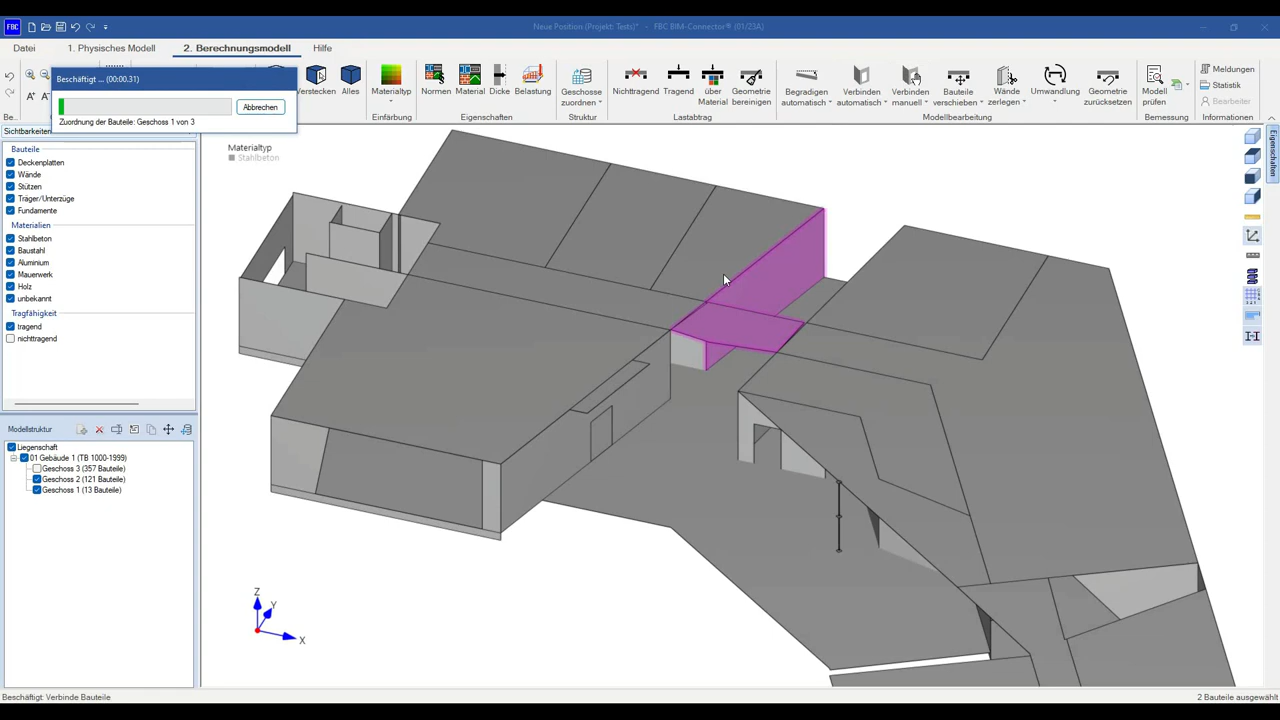 FBC
Neue Position (Projekt: Tests)* - FBC BIM-Connector® (01/23A)
Datei
1. Physisches Modell
2. Berechnungsmodell
Hilfe
Beschäftigt ... (00:00.31)
Abbrechen
Zuordnung der Bauteile: Geschoss 1 von 3
Verstecken
Alles
Materialtyp
Normen
Material
Dicke
Belastung
Geschosse zuordnen
Nichttragend
Tragend
über Material
Geometrie bereinigen
Begradigen automatisch
Verbinden automatisch
Verbinden manuell
Bauteile verschieben
Wände zerlegen
Umwandlung
Geometrie zurücksetzen
Modell prüfen
Meldungen
Statistik
Bearbeiter
Be...
Einfärbung
Eigenschaften
Struktur
Lastabtrag
Modellbearbeitung
Bemessung
Informationen
Sichtbarkeiten
Bauteile
Deckenplatten
Wände
Stützen
Träger/Unterzüge
Fundamente
Materialien
Stahlbeton
Baustahl
Aluminium
Mauerwerk
Holz
unbekannt
Tragfähigkeit
tragend
nichttragend
Modellstruktur
Liegenschaft
01 Gebäude 1 (TB 1000-1999)
Geschoss 3 (357 Bauteile)
Geschoss 2 (121 Bauteile)
Geschoss 1 (13 Bauteile)
Materialtyp
Stahlbeton
Z
Y
X
Eigenschaften
Beschäftigt: Verbinde Bauteile
2 Bauteile ausgewählt